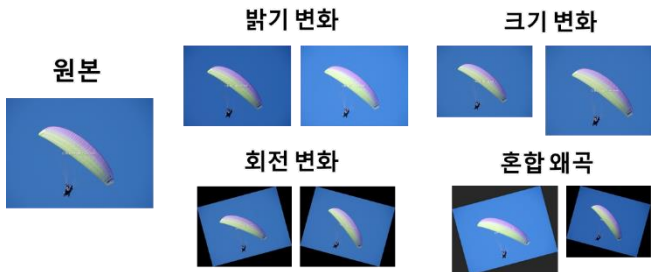 원본
밝기 변화
크기 변화
회전 변화
혼합 왜곡